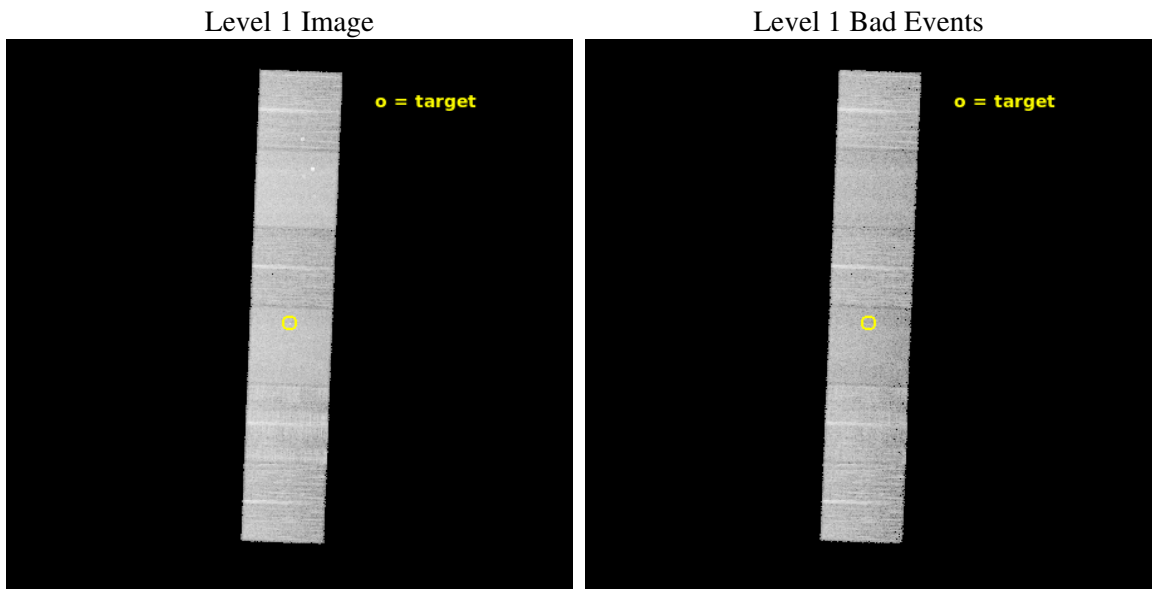 Level 1 Image
Level 1 Bad Events
o = target
o = target